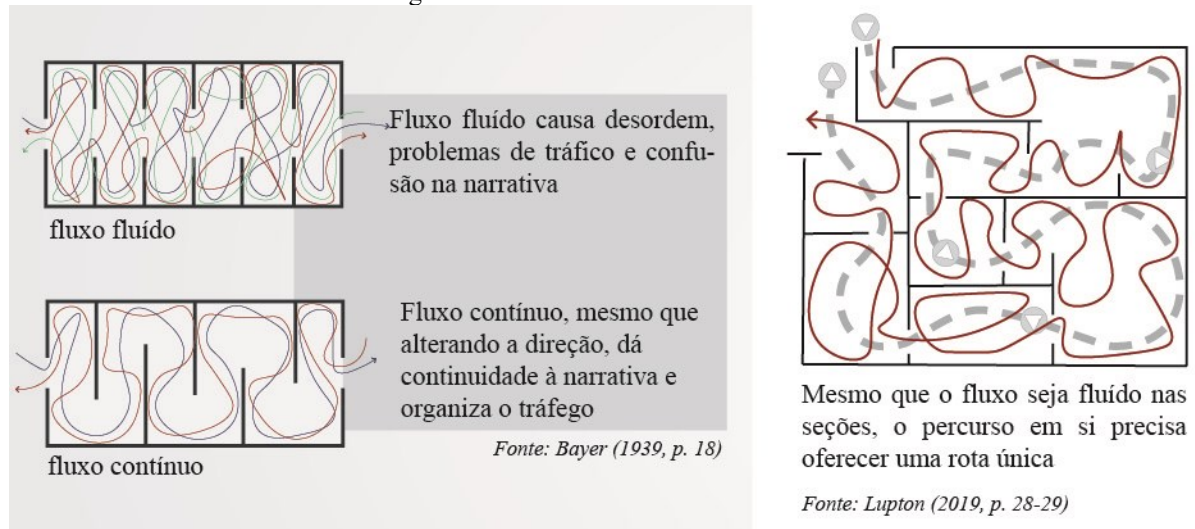 Fluxo fluído causa desordem,
problemas de tráfico e confu-
são na narrativa
fluxo fluído
Fluxo contínuo, mesmo que
alterando a direção, dá
continuidade à narrativa e
organiza o tráfego
Fonte: Bayer (1939, p. 18)
fluxo contínuo
Mesmo que o fluxo seja fluído nas
seções, o percurso em si precisa
oferecer uma rota única
Fonte: Lupton (2019, p. 28-29)